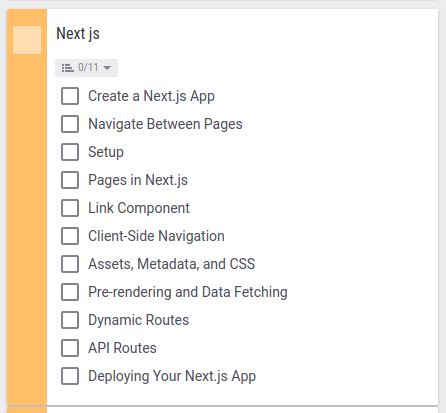 Next js
0/11
Create a Next.js App
Navigate Between Pages
Setup
Pages in Next.js
Link Component
Client-Side Navigation
Assets, Metadata, and CSS
Pre-rendering and Data Fetching
Dynamic Routes
API Routes
Deploying Your Next.js App